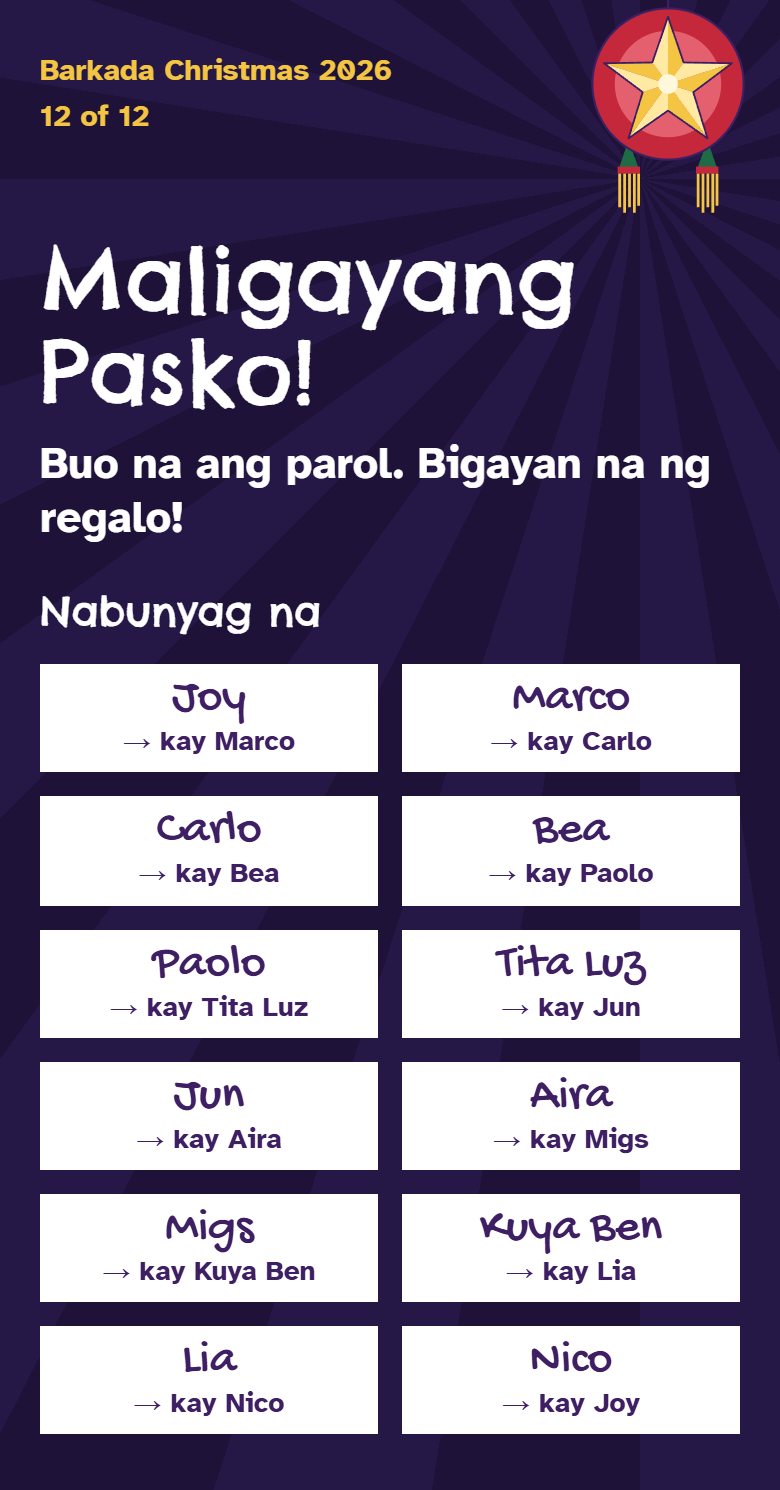 Barkada Christmas 2026
12 of 12
Maligayang
Pasko!
Buo na ang parol. Bigayan na ng
regalo!
Nabunyag na
Joy
→ kay Marco
Marco
→ kay Carlo
Carlo
→ kay Bea
Bea
→ kay Paolo
Paolo
→ kay Tita Luz
Tita Luz
→ kay Jun
Jun
→ kay Aira
Aira
→ kay Migs
Migs
→ kay Kuya Ben
Kuya Ben
→ kay Lia
Lia
→ kay Nico
Nico
→ kay Joy